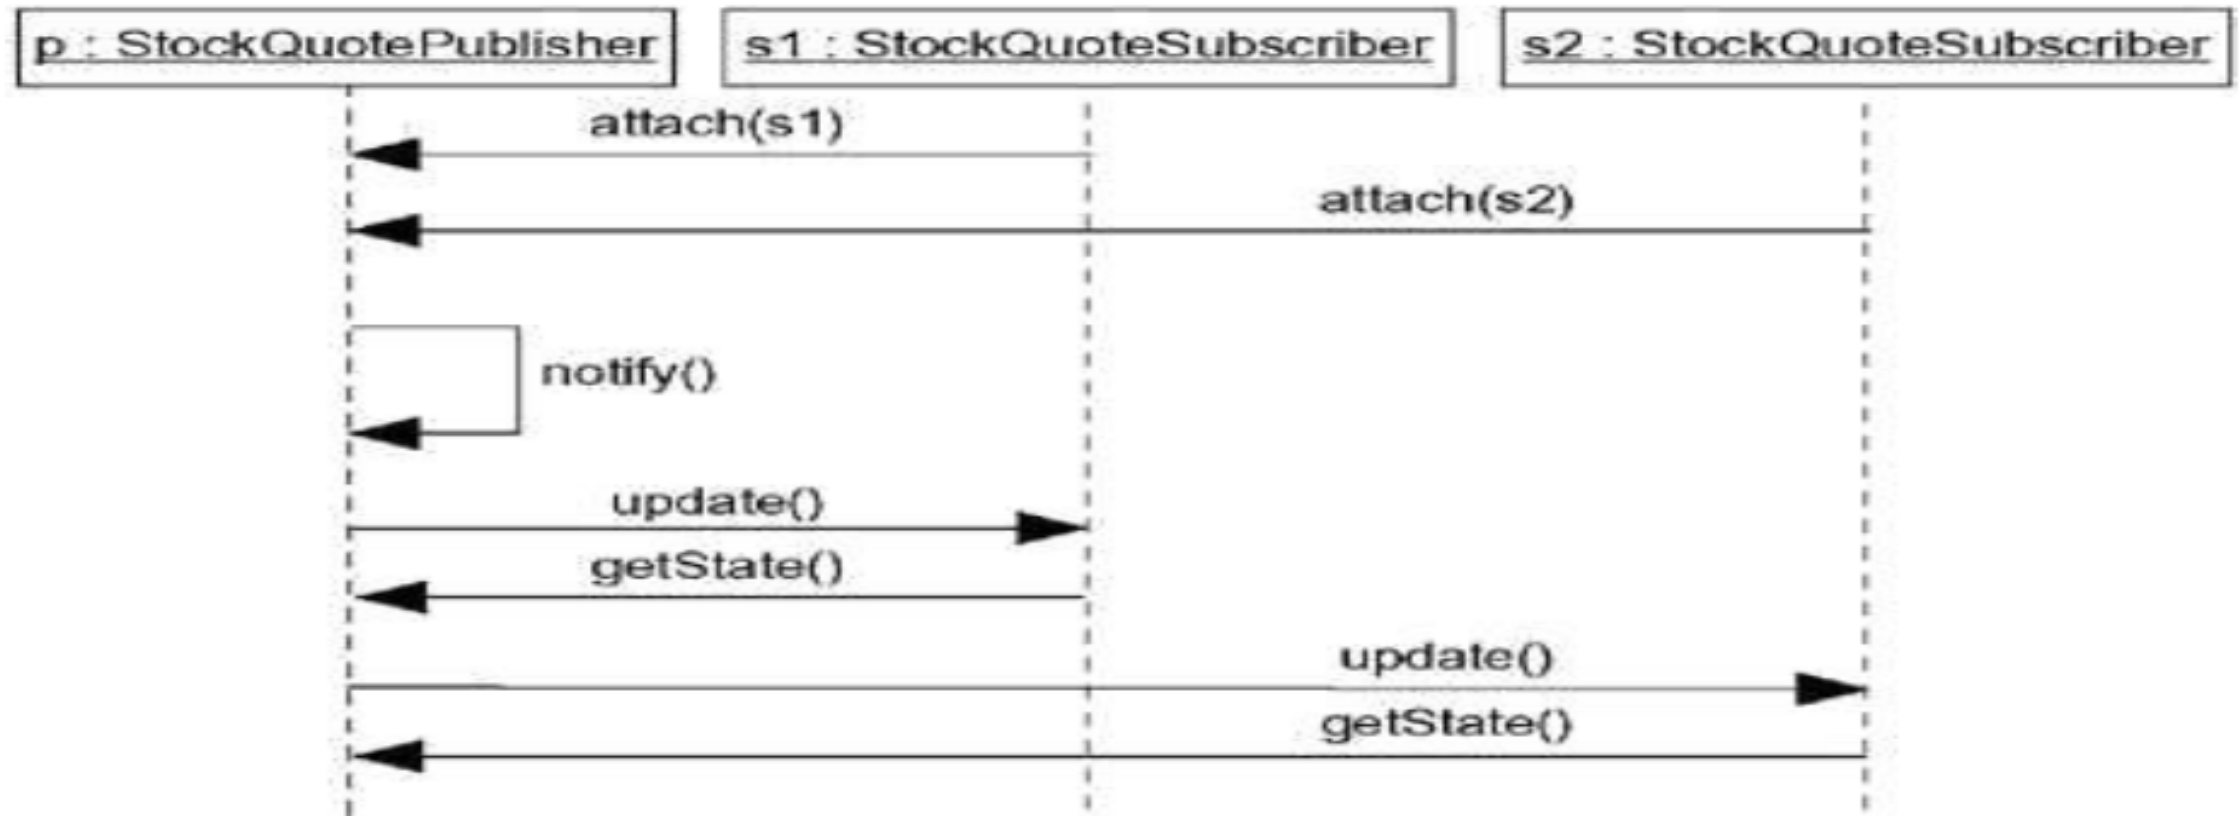 p : StockQuotePublisher
s1 : StockQuoteSubscriber
s2 : StockQuoteSubscriber
attach(s1)
attach(s2)
notify()
update()
getState()
update()
getState()